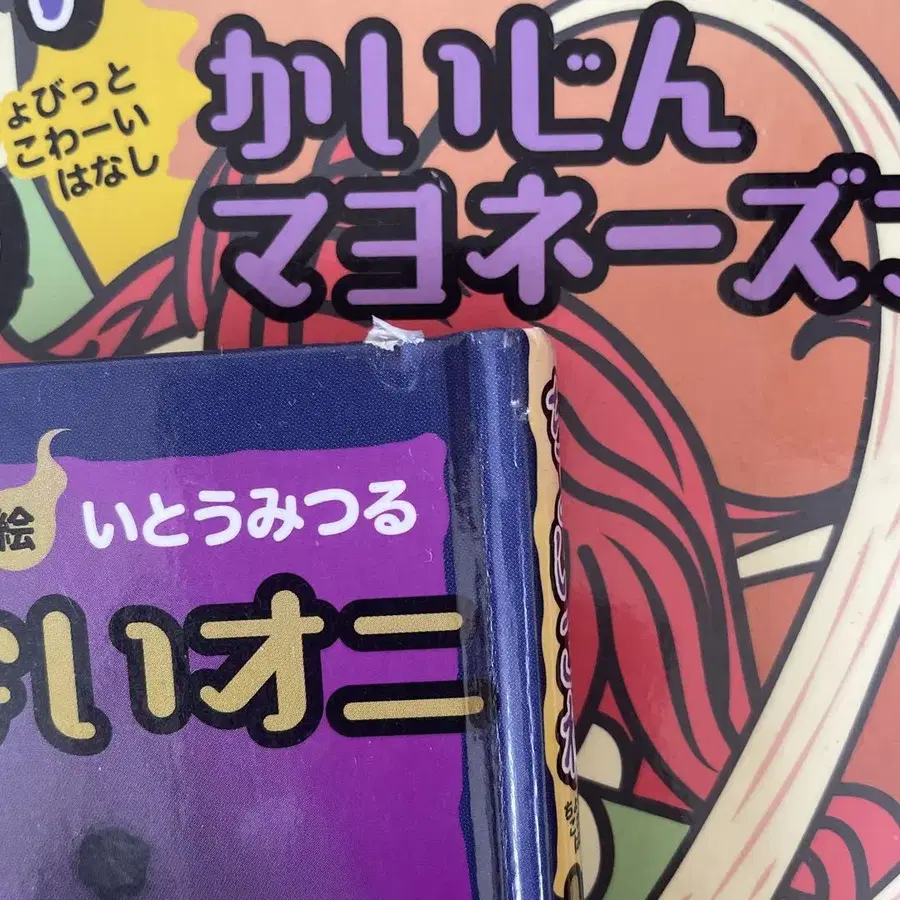 ょびっと
こわーい
はなし
かいじん
マヨネーズ
絵 いとうみつる
いオニ